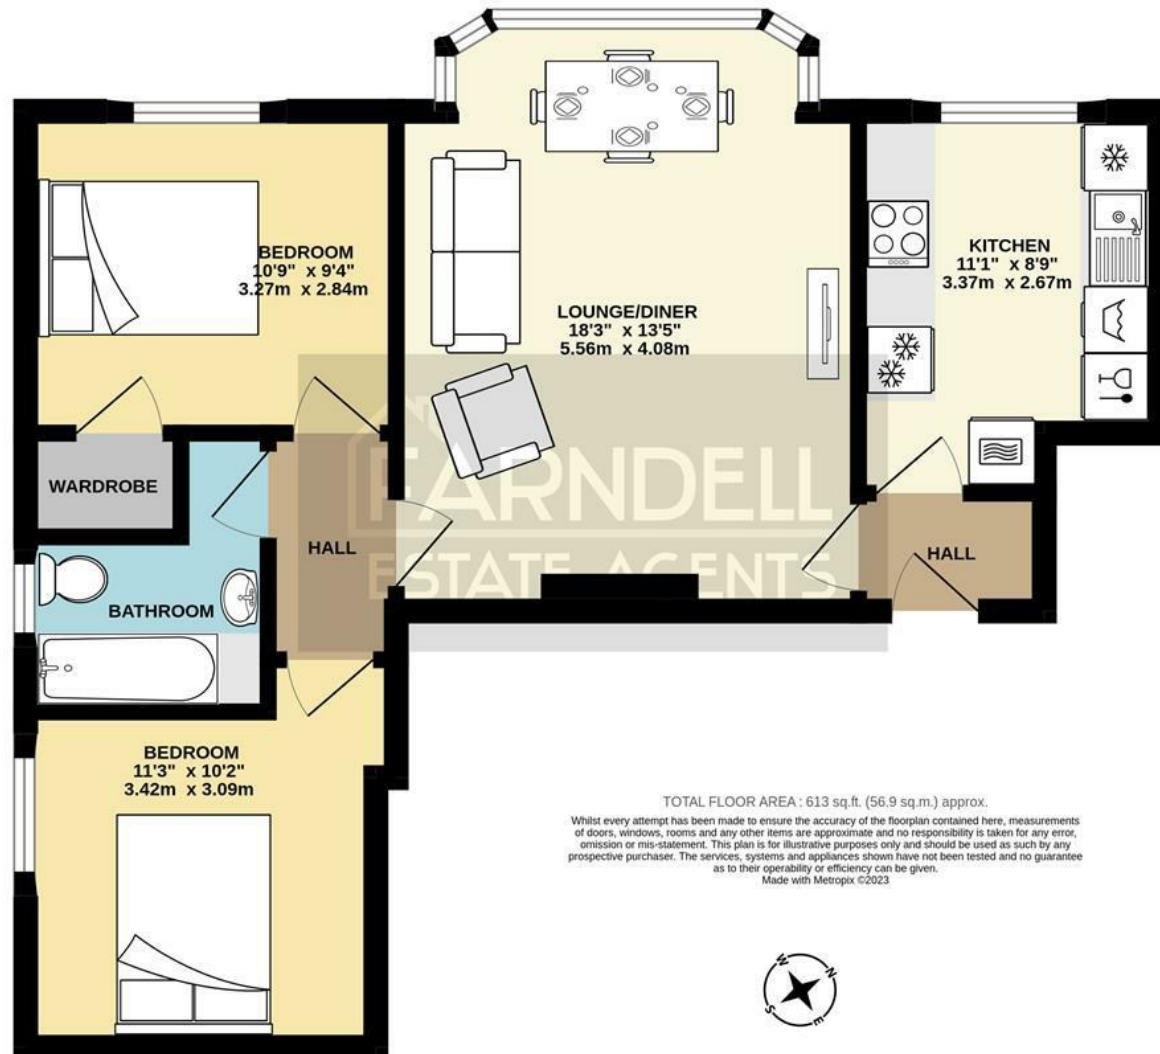 BEDROOM
10'9" x 9'4"
3.27m x 2.84m
LOUNGE/DINER
18'3" x 13'5"
5.56m x 4.08m
KITCHEN
11'1" x 8'9"
3.37m x 2.67m
WARDROBE
HALL
HALL
BATHROOM
FARNDELL
ESTATE AGENTS
BEDROOM
11'3" x 10'2"
3.42m x 3.09m
TOTAL FLOOR AREA : 613 sq.ft. (56.9 sq.m.) approx.
Whilst every attempt has been made to ensure the accuracy of the floorplan contained here, measurements
of doors, windows, rooms and any other items are approximate and no responsibility is taken for any error,
omission or mis-statement. This plan is for illustrative purposes only and should be used as such by any
prospective purchaser. The services, systems and appliances shown have not been tested and no guarantee
as to their operability or efficiency can be given.
Made with Metropix ©2023
W
N
S
E